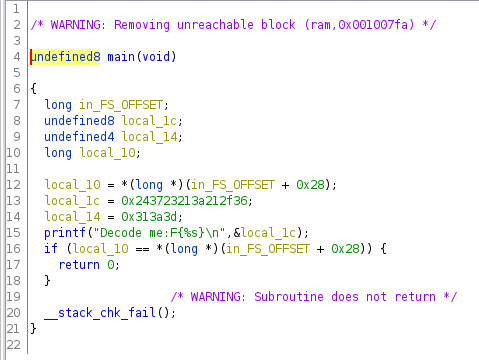 1
2 /* WARNING: Removing unreachable block (ram,0x001007fa) */
3
4 undefined8 main(void)
5
6 {
7 long in_FS_OFFSET;
8 undefined8 local_1c;
9 undefined4 local_14;
10 long local_10;
11
12 local_10 = *(long *)(in_FS_OFFSET + 0x28);
13 local_1c = 0x243723213a212f36;
14 local_14 = 0x313a3d;
15 printf("Decode me:F{%s}\n",&local_1c);
16 if (local_10 == *(long *)(in_FS_OFFSET + 0x28)) {
17 return 0;
18 }
19 /* WARNING: Subroutine does not return */
20 __stack_chk_fail();
21 }
22